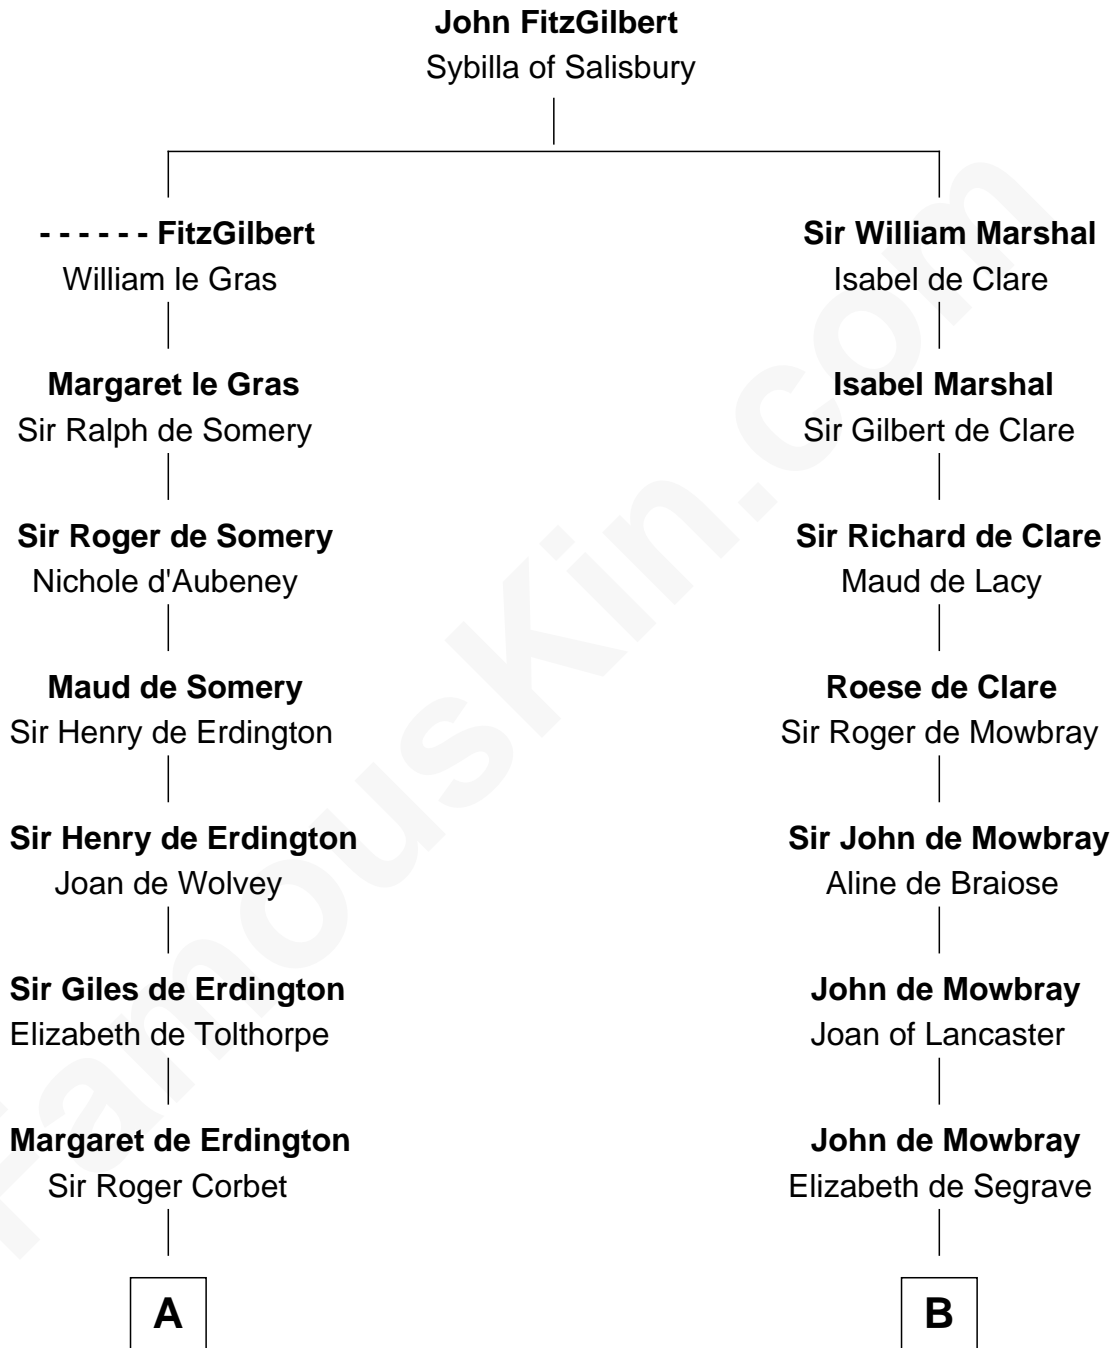 John FitzGilbert
Sybilla of Salisbury
- - - - - - FitzGilbert
William le Gras
Sir William Marshal
Isabel de Clare
Margaret le Gras
Sir Ralph de Somery
Isabel Marshal
Sir Gilbert de Clare
Sir Roger de Somery
Nichole d'Aubeney
Sir Richard de Clare
Maud de Lacy
Maud de Somery
Sir Henry de Erdington
Roese de Clare
Sir Roger de Mowbray
Sir Henry de Erdington
Joan de Wolvey
Sir John de Mowbray
Aline de Braiose
Sir Giles de Erdington
Elizabeth de Tolthorpe
John de Mowbray
Joan of Lancaster
Margaret de Erdington
Sir Roger Corbet
John de Mowbray
Elizabeth de Segrave
A
B
FamousKin.com